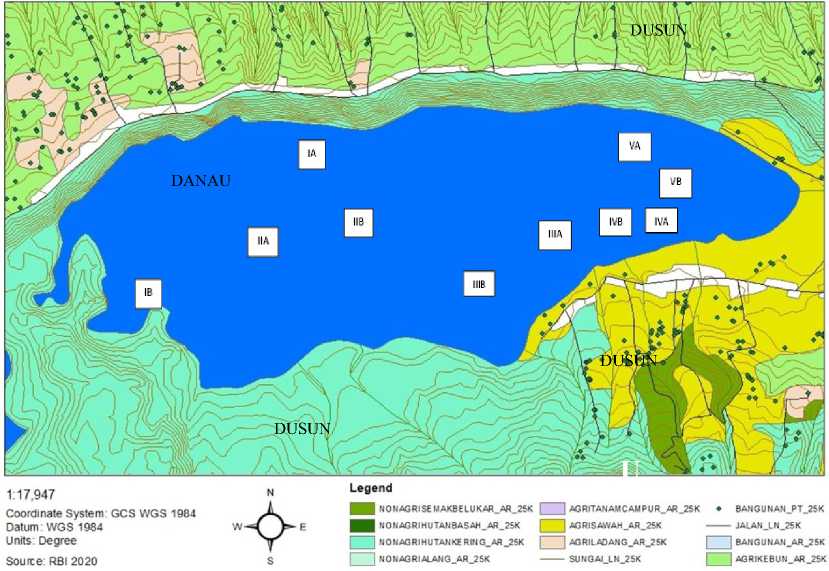 DUSUN
IA
VA
DANAU
VB
IIB
IVB
IVA
IIA
IIIA
IB
IIIB
DUSUN
DUSUN
U
1:17,947
Coordinate System: GCS WGS 1984
Datum: WGS 1984
Units: Degree
Source: RBI 2020
N
W
E
S
Legend
NONAGRISEMAKBELUKAR_AR_25K
AGRITANAMCAMPUR_AR_25K
BANGUNAN_PT_25K
NONAGRIHUTANBASAH_AR_25K
AGRISAWAH_AR_25K
JALAN_LN_25K
NONAGRIHUTANKERING_AR_25K
AGRILADANG_AR_25K
BANGUNAN_AR_25K
NONAGRIALANG_AR_25K
SUNGAI_LN_25K
AGRIKEBUN_AR_25K